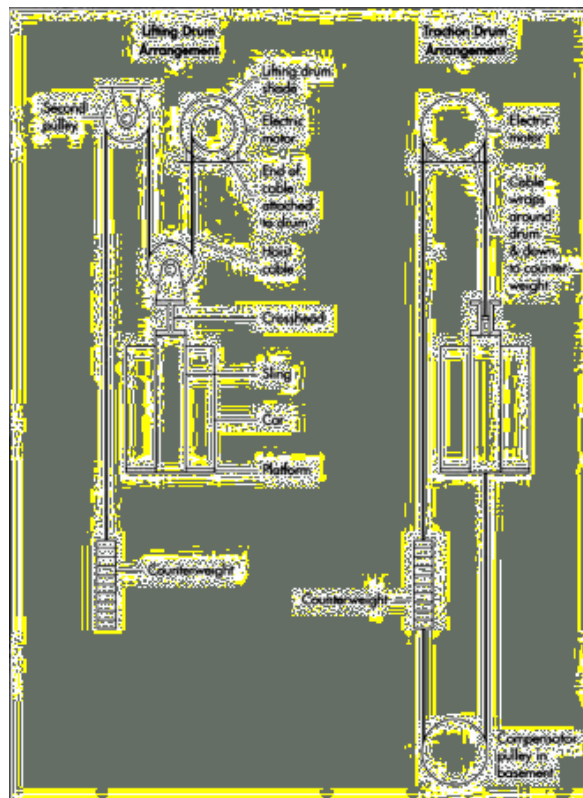 Lifting Drum
Arrangement
Traction Drum
Arrangement
Second
pulley
Lifting drum
shade
Electric
motor
End of
cable
attached
to drum
Hoist
cable
Crosshead
Sling
Car
Platform
Counterweight
Electric
motor
Cable
wraps
around
drum
& down
to counter
weight
Counterweight
Compensator
pulley in
basement